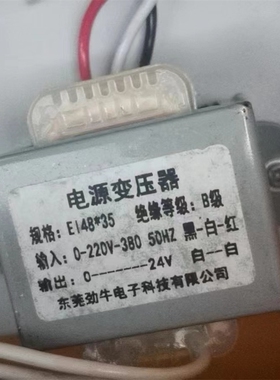 电源变压器
规格: EI48*35 绝缘等级: B级
输入: 0-220V-380 50HZ 黑-白-红
输出: 0-------24V 白--白
东莞劲牛电子科技有限公司